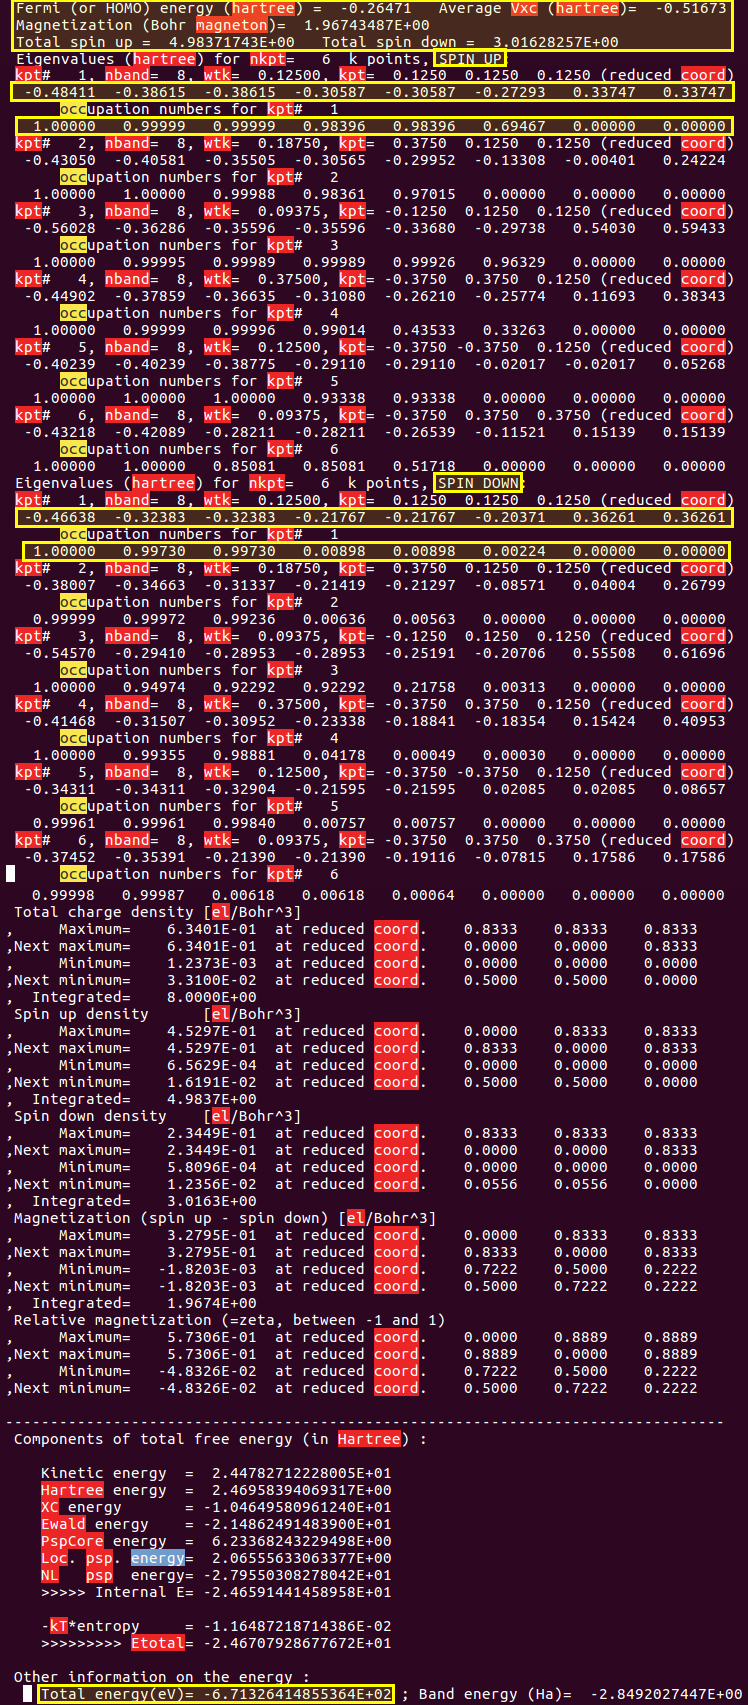 Fermi (or HOMO) energy (hartree) =  -0.26471   Average Vxc (hartree)=  -0.51673
Magnetization (Bohr magneton)=  1.96743487E+00
Total spin up =  4.98371743E+00   Total spin down =  3.01628257E+00
Eigenvalues (hartree) for nkpt=   6  k points, SPIN UP:
kpt#   1, nband=  8, wtk=  0.12500, kpt=  0.1250  0.1250  0.1250 (reduced coord)
-0.48411  -0.38615  -0.38615  -0.30587  -0.30587  -0.27293   0.33747   0.33747
occupation numbers for kpt#   1
1.00000   0.99999   0.99999   0.98396   0.98396   0.69467   0.00000   0.00000
kpt#   2, nband=  8, wtk=  0.18750, kpt=  0.3750  0.1250  0.1250 (reduced coord)
-0.43050  -0.40581  -0.35505  -0.30565  -0.29952  -0.13308  -0.00401   0.24224
occupation numbers for kpt#   2
1.00000   1.00000   0.99988   0.98361   0.97015   0.00000   0.00000   0.00000
kpt#   3, nband=  8, wtk=  0.09375, kpt= -0.1250  0.1250  0.1250 (reduced coord)
-0.56028  -0.36286  -0.35596  -0.35596  -0.33680  -0.29738   0.54030   0.59433
occupation numbers for kpt#   3
1.00000   0.99995   0.99989   0.99989   0.99926   0.96329   0.00000   0.00000
kpt#   4, nband=  8, wtk=  0.37500, kpt= -0.3750  0.3750  0.1250 (reduced coord)
-0.44902  -0.37859  -0.36635  -0.31080  -0.26210  -0.25774   0.11693   0.38343
occupation numbers for kpt#   4
1.00000   0.99999   0.99996   0.99014   0.43533   0.33263   0.00000   0.00000
kpt#   5, nband=  8, wtk=  0.12500, kpt= -0.3750 -0.3750  0.1250 (reduced coord)
-0.40239  -0.40239  -0.38775  -0.29110  -0.29110  -0.02017  -0.02017   0.05268
occupation numbers for kpt#   5
1.00000   1.00000   1.00000   0.93338   0.93338   0.00000   0.00000   0.00000
kpt#   6, nband=  8, wtk=  0.09375, kpt= -0.3750  0.3750  0.3750 (reduced coord)
-0.43218  -0.42089  -0.28211  -0.28211  -0.26539  -0.11521   0.15139   0.15139
occupation numbers for kpt#   6
1.00000   1.00000   0.85081   0.85081   0.51718   0.00000   0.00000   0.00000
Eigenvalues (hartree) for nkpt=   6  k points, SPIN DOWN:
kpt#   1, nband=  8, wtk=  0.12500, kpt=  0.1250  0.1250  0.1250 (reduced coord)
-0.46638  -0.32383  -0.32383  -0.21767  -0.21767  -0.20371   0.36261   0.36261
occupation numbers for kpt#   1
1.00000   0.99730   0.99730   0.00898   0.00898   0.00224   0.00000   0.00000
kpt#   2, nband=  8, wtk=  0.18750, kpt=  0.3750  0.1250  0.1250 (reduced coord)
-0.38007  -0.34663  -0.31337  -0.21419  -0.21297  -0.08571   0.04004   0.26799
occupation numbers for kpt#   2
0.99999   0.99972   0.99236   0.00636   0.00563   0.00000   0.00000   0.00000
kpt#   3, nband=  8, wtk=  0.09375, kpt= -0.1250  0.1250  0.1250 (reduced coord)
-0.54570  -0.29410  -0.28953  -0.28953  -0.25191  -0.20706   0.55508   0.61696
occupation numbers for kpt#   3
1.00000   0.94974   0.92292   0.92292   0.21758   0.00313   0.00000   0.00000
kpt#   4, nband=  8, wtk=  0.37500, kpt= -0.3750  0.3750  0.1250 (reduced coord)
-0.41468  -0.31507  -0.30952  -0.23338  -0.18841  -0.18354   0.15424   0.40953
occupation numbers for kpt#   4
1.00000   0.99355   0.98881   0.04178   0.00049   0.00030   0.00000   0.00000
kpt#   5, nband=  8, wtk=  0.12500, kpt= -0.3750 -0.3750  0.1250 (reduced coord)
-0.34311  -0.34311  -0.32904  -0.21595  -0.21595   0.02085   0.02085   0.08657
occupation numbers for kpt#   5
0.99961   0.99961   0.99840   0.00757   0.00757   0.00000   0.00000   0.00000
kpt#   6, nband=  8, wtk=  0.09375, kpt= -0.3750  0.3750  0.3750 (reduced coord)
-0.37452  -0.35391  -0.21390  -0.21390  -0.19116  -0.07815   0.17586   0.17586
occupation numbers for kpt#   6
0.99998   0.99987   0.00618   0.00618   0.00064   0.00000   0.00000   0.00000
Total charge density [el/Bohr^3]
,     Maximum=    6.3401E-01  at reduced coord.    0.8333    0.8333    0.8333
,Next maximum=    6.3401E-01  at reduced coord.    0.0000    0.0000    0.8333
,     Minimum=    1.2373E-03  at reduced coord.    0.0000    0.0000    0.0000
,Next minimum=    3.3100E-02  at reduced coord.    0.5000    0.5000    0.0000
,  Integrated=    8.0000E+00
Spin up density      [el/Bohr^3]
,     Maximum=    4.5297E-01  at reduced coord.    0.0000    0.8333    0.8333
,Next maximum=    4.5297E-01  at reduced coord.    0.8333    0.0000    0.8333
,     Minimum=    6.5629E-04  at reduced coord.    0.0000    0.0000    0.0000
,Next minimum=    1.6191E-02  at reduced coord.    0.5000    0.5000    0.0000
,  Integrated=    4.9837E+00
Spin down density    [el/Bohr^3]
,     Maximum=    2.3449E-01  at reduced coord.    0.8333    0.8333    0.8333
,Next maximum=    2.3449E-01  at reduced coord.    0.0000    0.0000    0.8333
,     Minimum=    5.8096E-04  at reduced coord.    0.0000    0.0000    0.0000
,Next minimum=    1.2356E-02  at reduced coord.    0.0556    0.0556    0.0000
,  Integrated=    3.0163E+00
Magnetization (spin up - spin down) [el/Bohr^3]
,     Maximum=    3.2795E-01  at reduced coord.    0.0000    0.8333    0.8333
,Next maximum=    3.2795E-01  at reduced coord.    0.8333    0.0000    0.8333
,     Minimum=   -1.8203E-03  at reduced coord.    0.7222    0.5000    0.2222
,Next minimum=   -1.8203E-03  at reduced coord.    0.5000    0.7222    0.2222
,  Integrated=    1.9674E+00
Relative magnetization (=zeta, between -1 and 1)
,     Maximum=    5.7306E-01  at reduced coord.    0.0000    0.8889    0.8889
,Next maximum=    5.7306E-01  at reduced coord.    0.8889    0.0000    0.8889
,     Minimum=   -4.8326E-02  at reduced coord.    0.7222    0.5000    0.2222
,Next minimum=   -4.8326E-02  at reduced coord.    0.5000    0.7222    0.2222
--------------------------------------------------------------------------------
Components of total free energy (in Hartree) :
Kinetic energy  =  2.44782712228005E+01
Hartree energy  =  2.46958394069317E+00
XC energy       = -1.04649580961240E+01
Ewald energy    = -2.14862491483900E+01
PspCore energy  =  6.23368243229498E+00
Loc. psp. energy=  2.06555633063377E+00
NL   psp  energy= -2.79550308278042E+01
>>>>> Internal E= -2.46591441458958E+01
-kT*entropy     = -1.16487218714386E-02
>>>>>>>>> Etotal= -2.46707928677672E+01
Other information on the energy :
Total energy(eV)= -6.71326414855364E+02 ; Band energy (Ha)=  -2.8492027447E+00